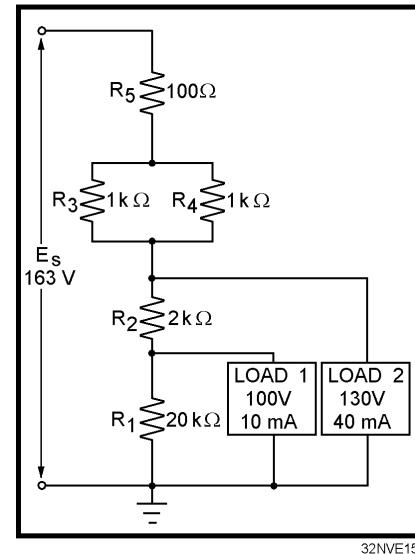 R5 100Ω
R3 1kΩ R4 1kΩ
Es
163 V
R2 2kΩ
LOAD 1
100V
10 mA
LOAD 2
130V
40 mA
R1 20kΩ
32NVE15